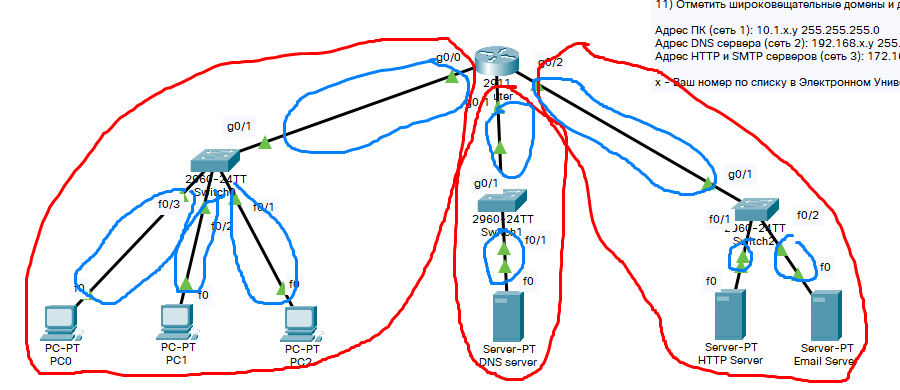 11) Отметить широковещательные домены и д
Адрес ПК (сеть 1): 10.1.x.y 255.255.255.0
Адрес DNS сервера (сеть 2): 192.168.x.y 255.
Адрес HTTP и SMTP серверов (сеть 3): 172.16
x – Ваш номер по списку в Электронном Униве
g0/0
g0/2
2911
uter
g0/1
g0/1
2960-24TT
Switch0
f0/3
f0/2
f0/1
f0
f0
f0
PC-PT
PC0
PC-PT
PC1
PC-PT
PC2
g0/1
2960-24TT
Switch1
f0/1
f0
Server-PT
DNS server
g0/1
f0/1
f0/2
2960-24TT
Switch2
f0
f0
Server-PT
HTTP Server
Server-PT
Email Server